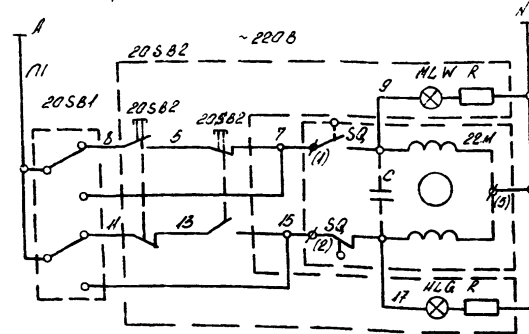 A
N
П1
20SB2
~220В
HLW R
9
20SB1
20SB2
20SB2
8
5
7
(1)
SQ
22М
C
(3)
11
13
15
(2)
SQ
17
HLG R